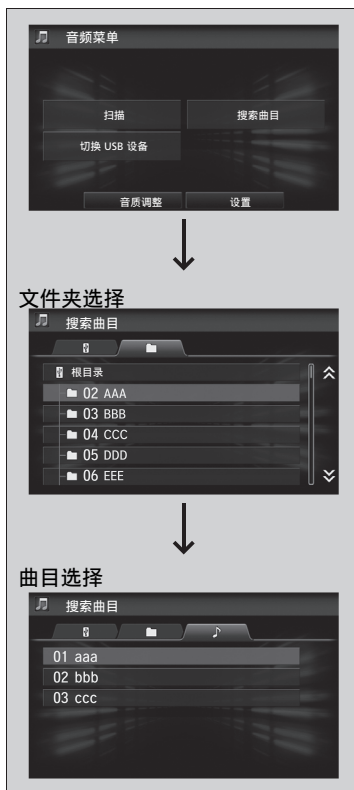 音频菜单
扫描 搜索曲目
切换 USB 设备
音质调整 设置
文件夹选择
搜索曲目
根目录
02 AAA
03 BBB
04 CCC
05 DDD
06 EEE
曲目选择
搜索曲目
01 aaa
02 bbb
03 ccc